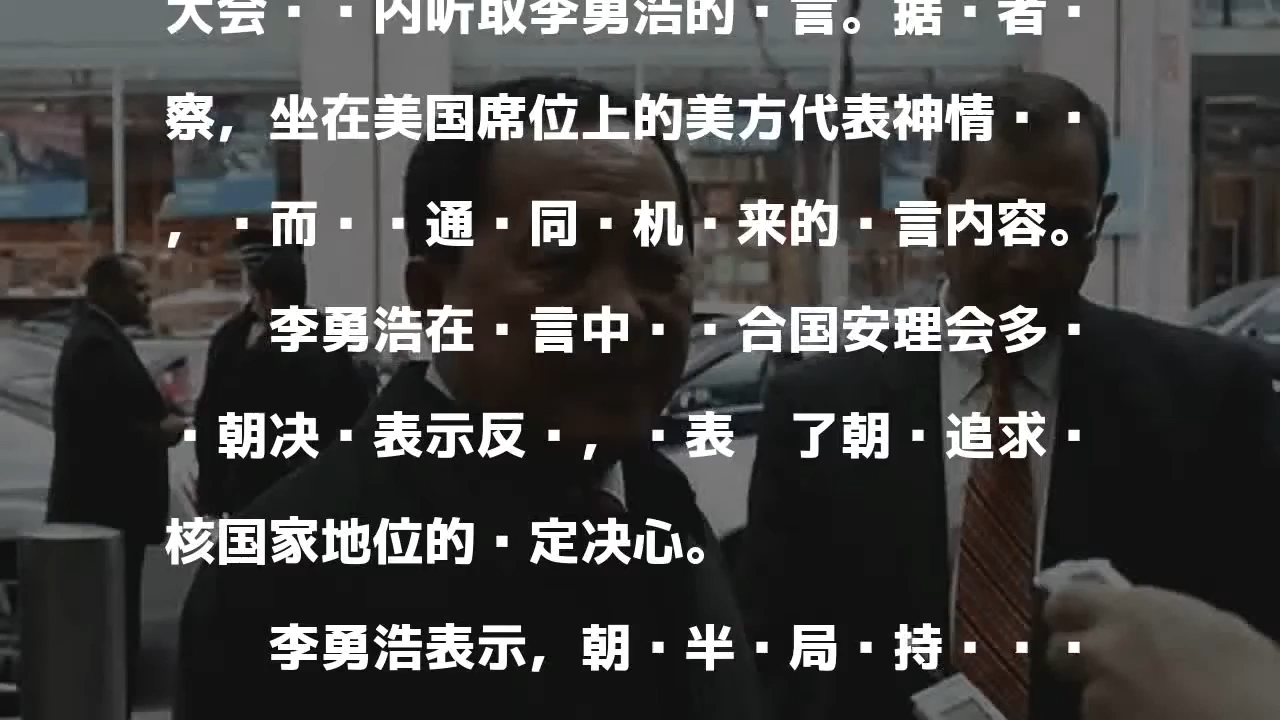 大会··内听取李勇浩的·言。据·者·
察，坐在美国席位上的美方代表神情··
，·而··通·同·机·来的·言内容。
李勇浩在·言中··合国安理会多·
·朝决·表示反 ，·表 了朝·追求·
核国家地位的·定决心。
李勇浩表示，朝·半·局·持···